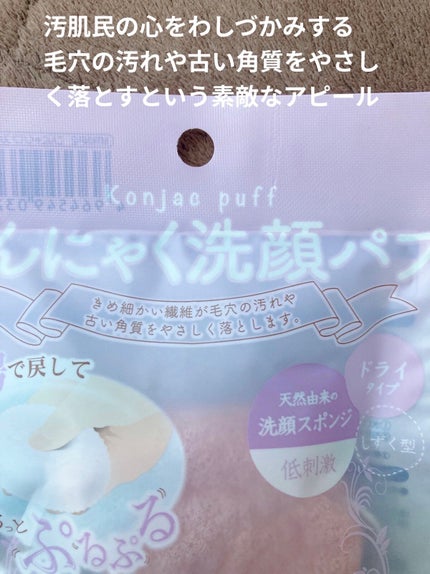 汚肌民の心をわしづかみする
毛穴の汚れや古い角質をやさし
く落とすという素敵なアピール
Konjac puff
んにゃく洗顔パフ
きめ細かい繊維が毛穴の汚れや
古い角質をやさしく落とします。
で戻して
ぷるぷる
天然由来の
洗顔スポンジ
低刺激
ドライ
タイプ
しずく型